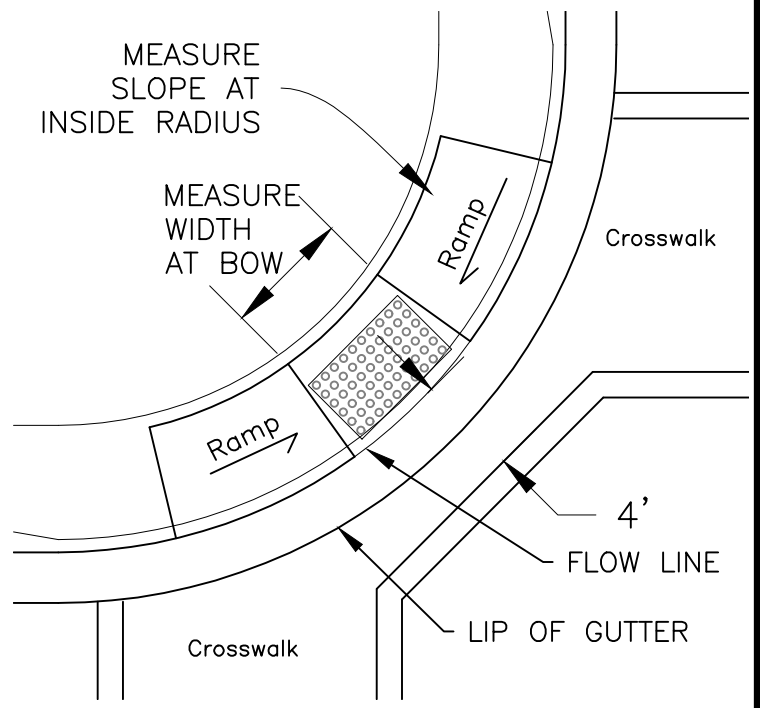 MEASURE
SLOPE AT
INSIDE RADIUS
MEASURE
WIDTH
AT BOW
Ramp
Crosswalk
Ramp
4'
FLOW LINE
LIP OF GUTTER
Crosswalk